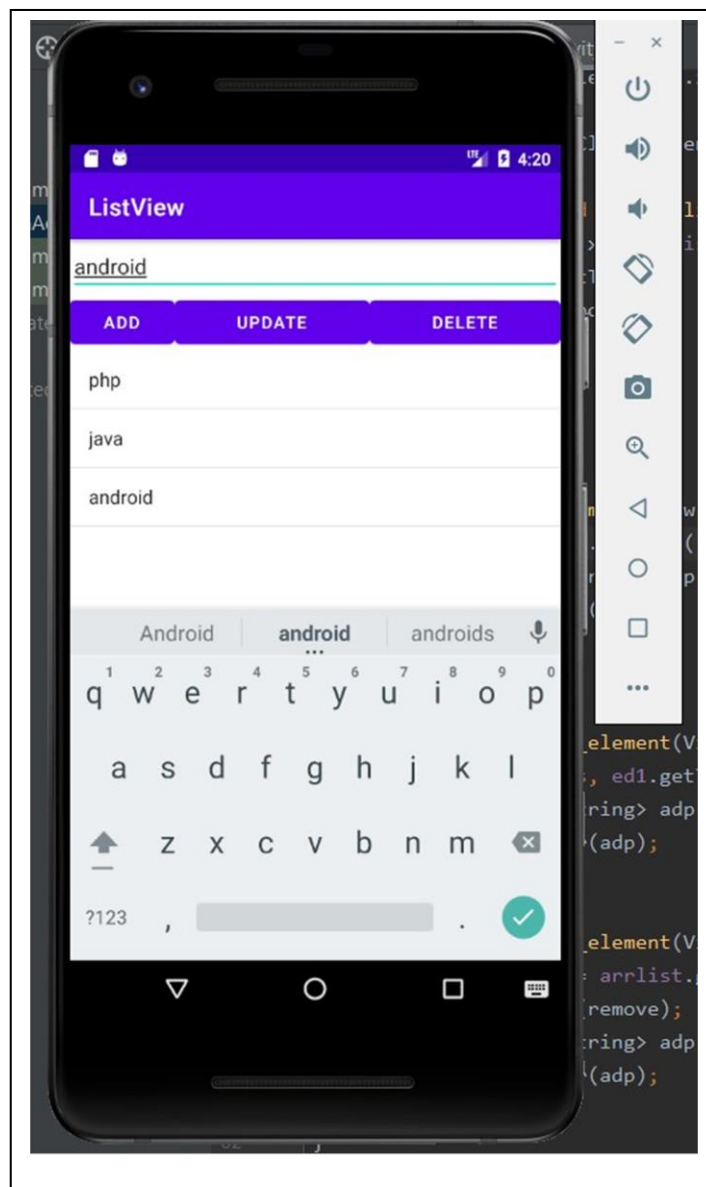 4:20
ListView
android
ADD UPDATE DELETE
php
java
android
Android android androids
1 2 3 4 5 6 7 8 9 0
q w e r t y u i o p
a s d f g h j k l
z x c v b n m
?123 , .
_element(V
, ed1.get
ring> adp
(adp);
_element(V
= arrlist.
remove);
ring> adp
(adp);